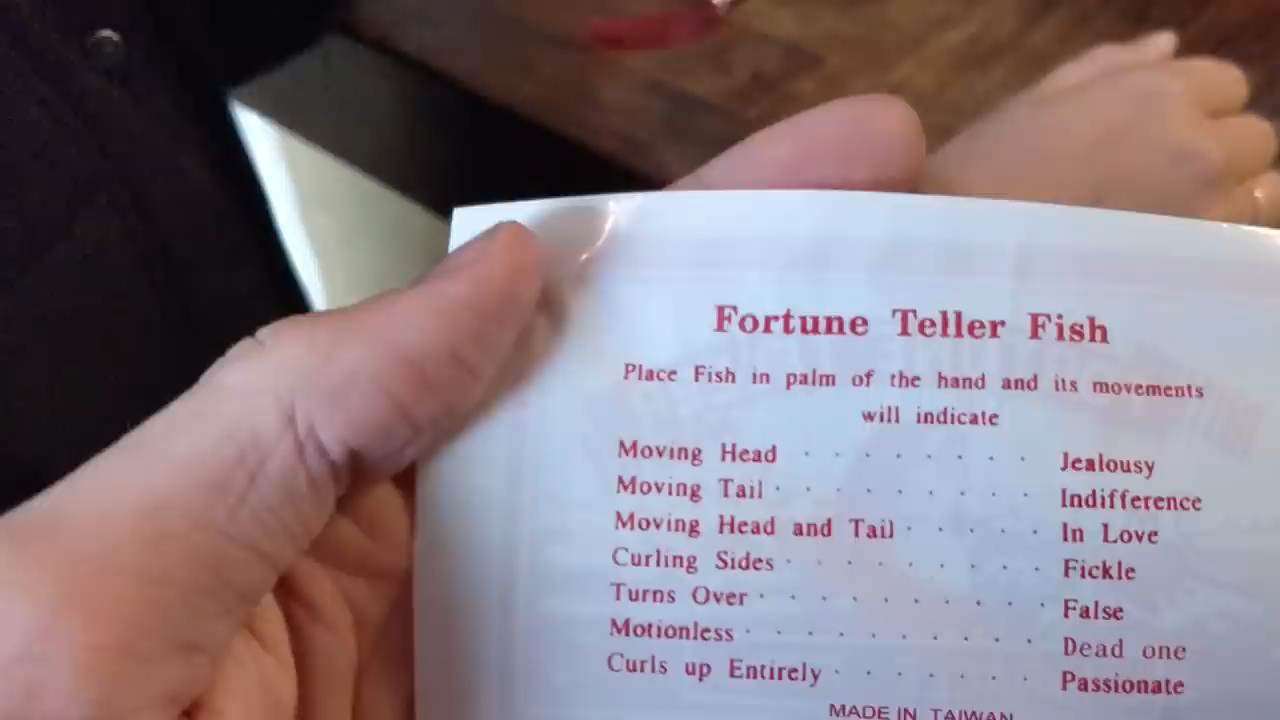 Fortune Teller Fish
Place Fish in palm of the hand and its movements
will indicate
Moving Head · · · · · · · · Jealousy
Moving Tail · · · · · · · · · Indifference
Moving Head and Tail · · · · · In Love
Curling Sides · · · · · · · · · Fickle
Turns Over · · · · · · · · · · False
Motionless · · · · · · · · · · Dead one
Curls up Entirely · · · · · · · Passionate
MADE IN TAIWAN